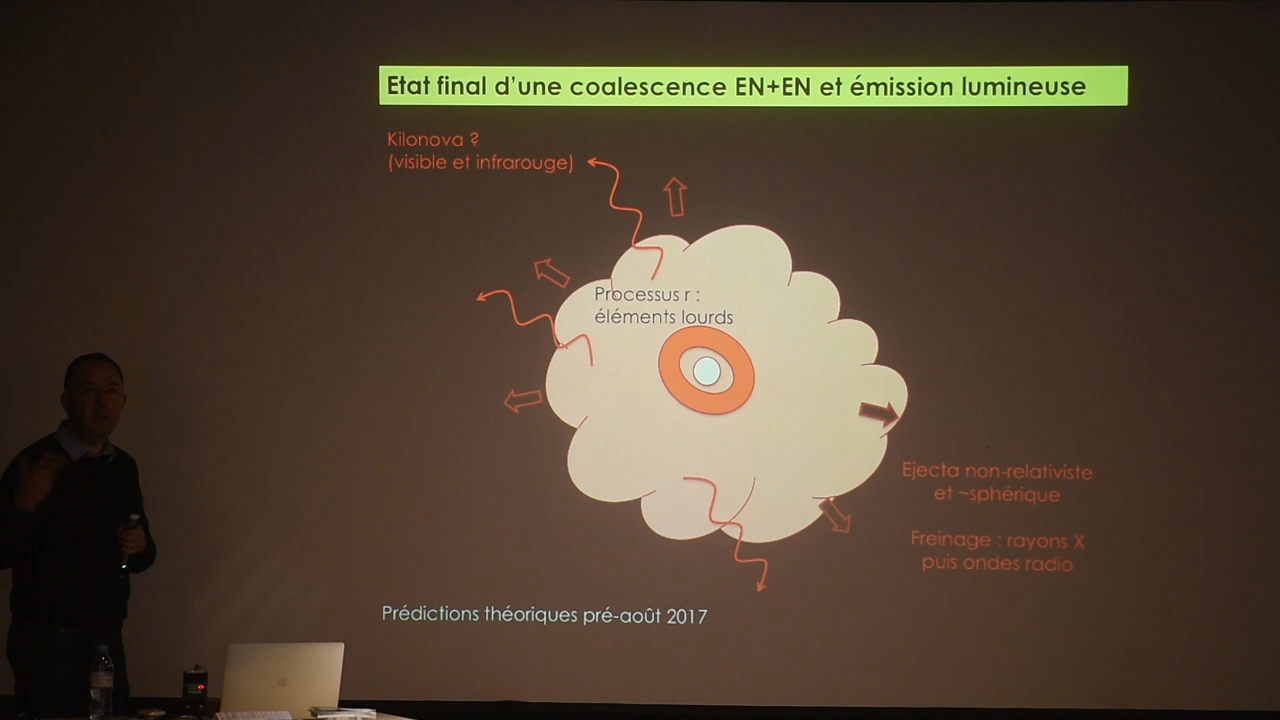 Etat final d'une coalescence EN+EN et émission lumineuse
Kilonova ?
(visible et infrarouge)
Processus r :
éléments lourds
Ejecta non-relativiste
et ~sphérique
Freinage : rayons X
puis ondes radio
Prédictions théoriques pré-août 2017